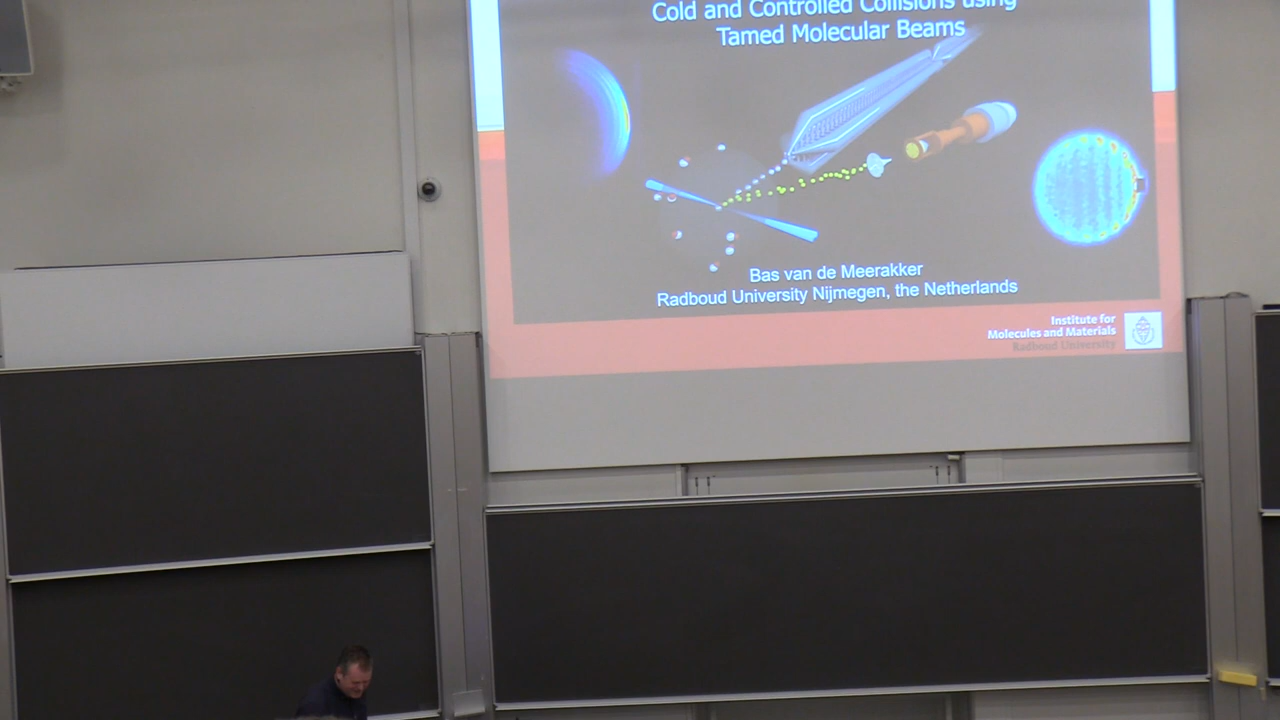 Cold and Controlled Collisions using
Tamed Molecular Beams
Bas van de Meerakker
Radboud University Nijmegen, the Netherlands
Institute for
Molecules and Materials
Radboud University